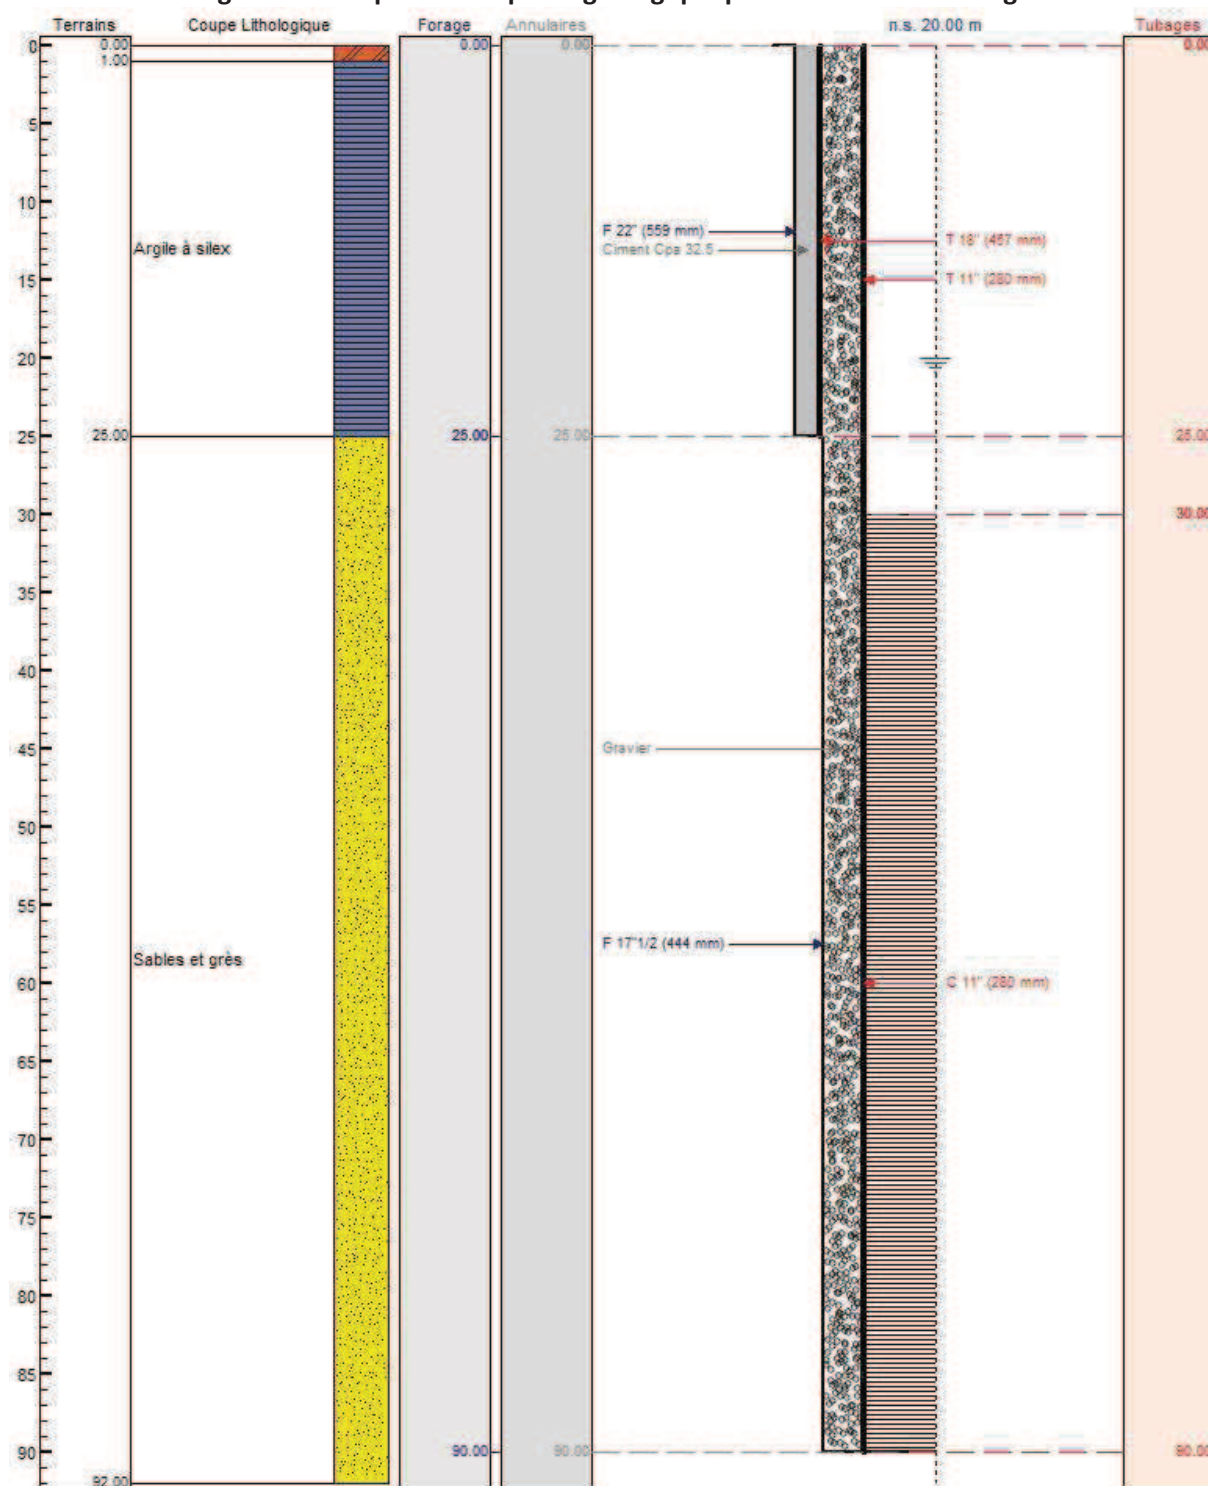 Terrains Coupe Lithologique Forage Annulaires n.s. 20.00 m Tubages
0 0.00 0.00 0.00 0.00
1.00
5
10
F 22" (559 mm)
Argile à silex Ciment Cpa 32.5 T 18" (457 mm)
15 T 11" (280 mm)
20
25 25.00 25.00 25.00 25.00
30 30.00
35
40
45 Gravier
50
55
F 17"1/2 (444 mm)
Sables et grès
60 C 11" (280 mm)
65
70
75
80
85
90 90.00 90.00 90.00
92.00